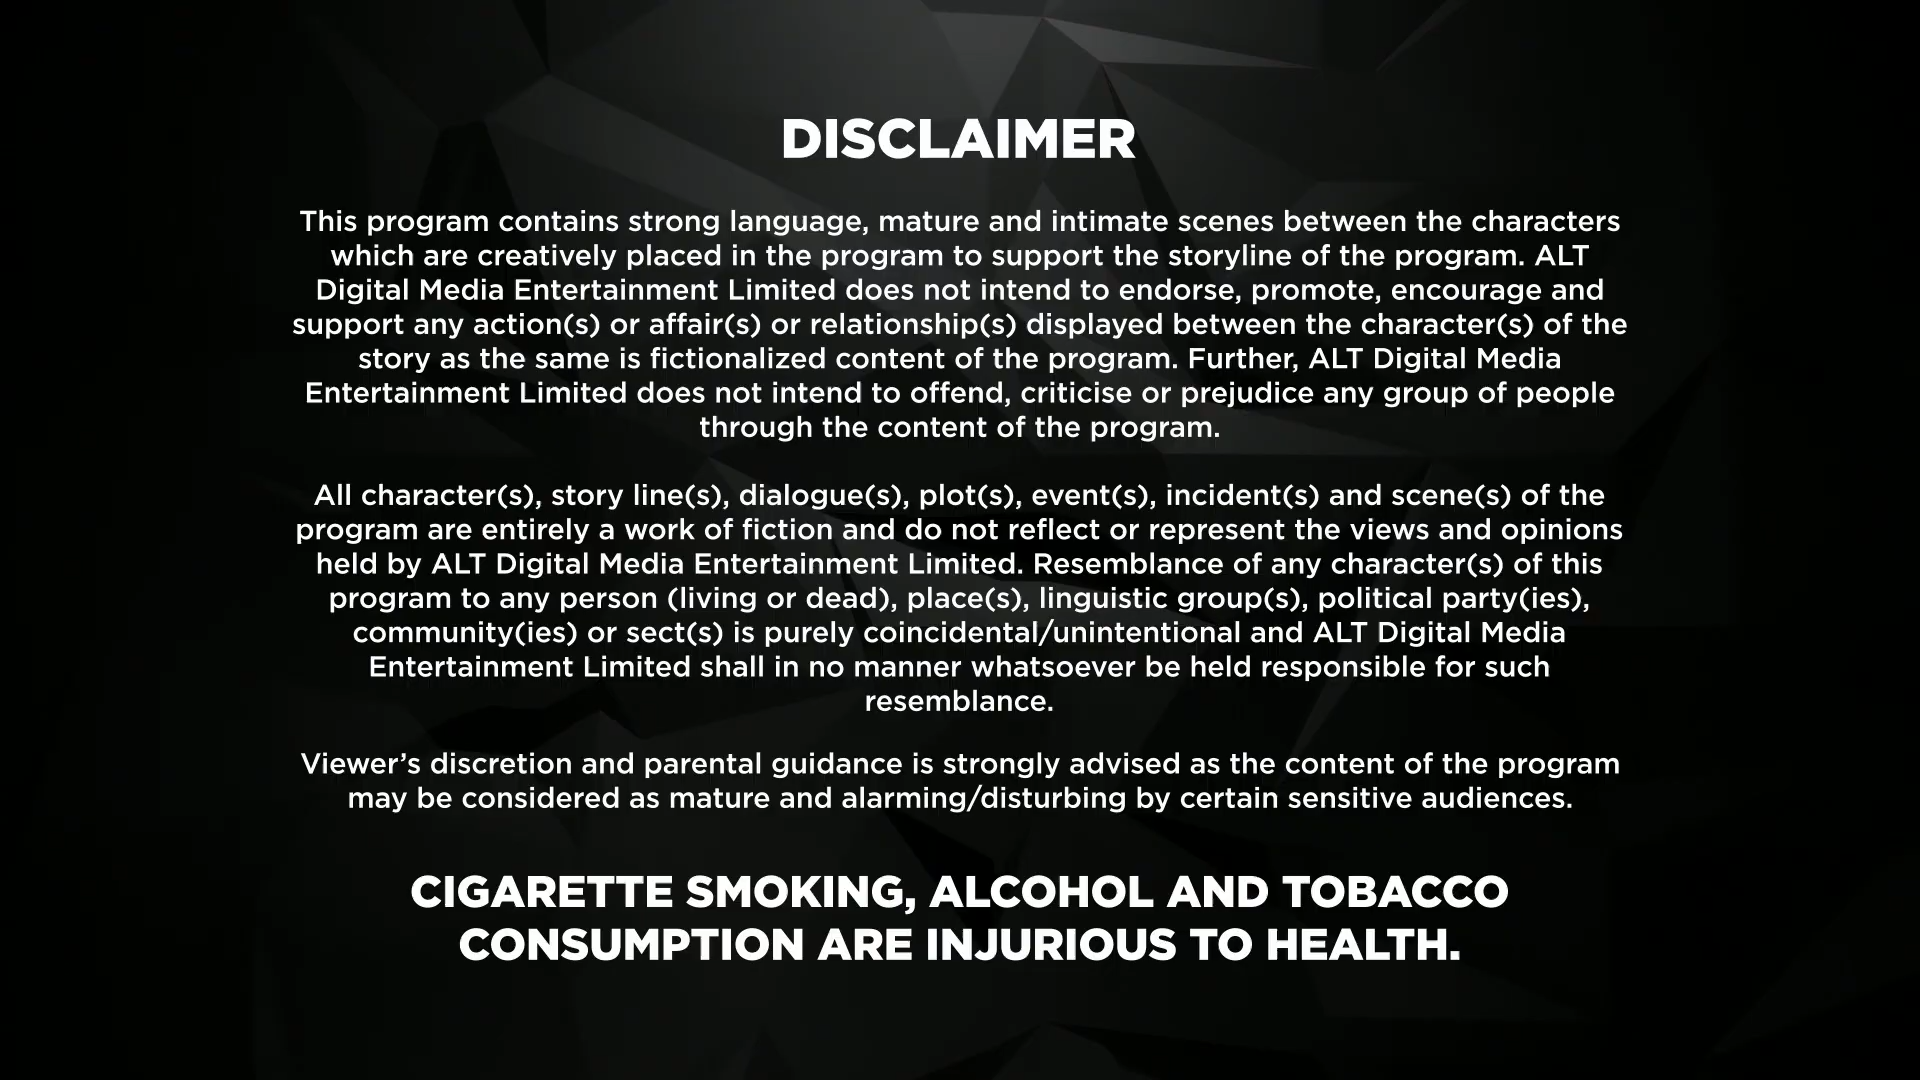 DISCLAIMER
This program contains strong language, mature and intimate scenes between the characters
which are creatively placed in the program to support the storyline of the program. ALT
Digital Media Entertainment Limited does not intend to endorse, promote, encourage and
support any action(s) or affair(s) or relationship(s) displayed between the character(s) of the
story as the same is fictionalized content of the program. Further, ALT Digital Media
Entertainment Limited does not intend to offend, criticise or prejudice any group of people
through the content of the program.
All character(s), story line(s), dialogue(s), plot(s), event(s), incident(s) and scene(s) of the
program are entirely a work of fiction and do not reflect or represent the views and opinions
held by ALT Digital Media Entertainment Limited. Resemblance of any character(s) of this
program to any person (living or dead), place(s), linguistic group(s), political party(ies),
community(ies) or sect(s) is purely coincidental/unintentional and ALT Digital Media
Entertainment Limited shall in no manner whatsoever be held responsible for such
resemblance.
Viewer’s discretion and parental guidance is strongly advised as the content of the program
may be considered as mature and alarming/disturbing by certain sensitive audiences.
CIGARETTE SMOKING, ALCOHOL AND TOBACCO
CONSUMPTION ARE INJURIOUS TO HEALTH.